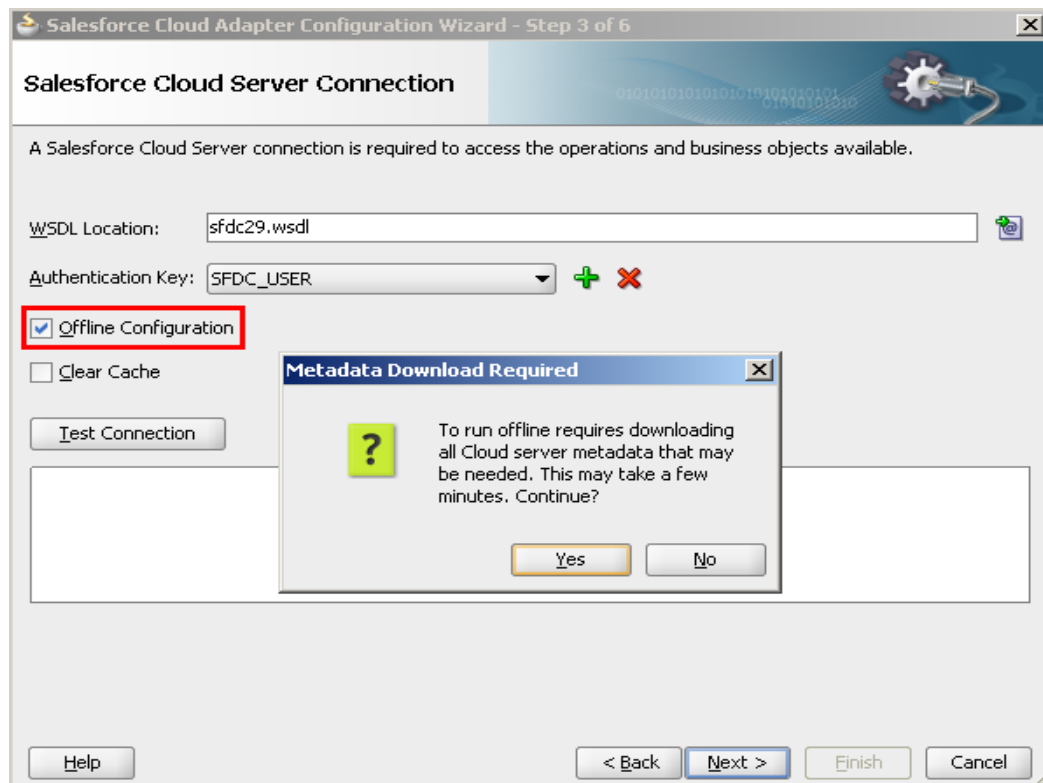 Salesforce Cloud Adapter Configuration Wizard - Step 3 of 6
Salesforce Cloud Server Connection
010101010101010101010101010101
01010101010
A Salesforce Cloud Server connection is required to access the operations and business objects available.
WSDL Location: sfdc29.wsdl
Authentication Key: SFDC_USER
Offline Configuration
Clear Cache
Test Connection
Metadata Download Required
?
To run offline requires downloading
all Cloud server metadata that may
be needed. This may take a few
minutes. Continue?
Yes No
Help < Back Next > Finish Cancel